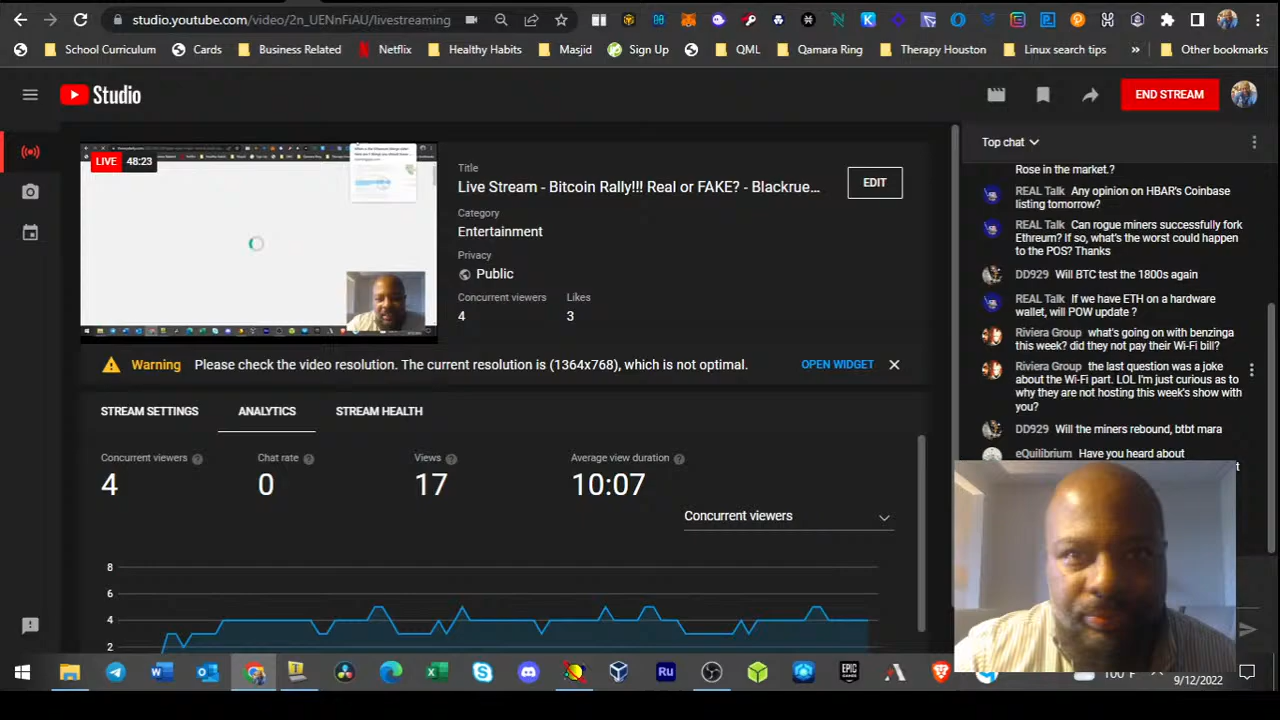 studio.youtube.com/video/2n_UENnFiAU/livestreaming
School Curriculum
Cards
Business Related
Netflix
Healthy Habits
Masjid
Sign Up
QML
Qamara Ring
Therapy Houston
Linux search tips
»
Other bookmarks
Studio
END STREAM
LIVE 48:23
Title
Live Stream - Bitcoin Rally!!! Real or FAKE? - Blackrue...
EDIT
Category
Entertainment
Privacy
Public
Concurrent viewers
Likes
4
3
Warning Please check the video resolution. The current resolution is (1364x768), which is not optimal.
OPEN WIDGET
STREAM SETTINGS
ANALYTICS
STREAM HEALTH
Concurrent viewers
Chat rate
Views
Average view duration
4
0
17
10:07
Concurrent viewers
8
6
4
2
Top chat
Rose in the market.?
REAL Talk Any opinion on HBAR's Coinbase
listing tomorrow?
REAL Talk Can rogue miners successfully fork
Ethreum? If so, what's the worst could happen
to the POS? Thanks
DD929 Will BTC test the 1800s again
REAL Talk If we have ETH on a hardware
wallet, will POW update ?
Riviera Group what's going on with benzinga
this week? did they not pay their Wi-Fi bill?
Riviera Group the last question was a joke
about the Wi-Fi part. LOL I'm just curious as to
why they are not hosting this week's show with
you?
DD929 Will the miners rebound, btbt mara
eQuilibrium Have you heard about
Ru
EPIC
GAMES
100°F
9/12/2022